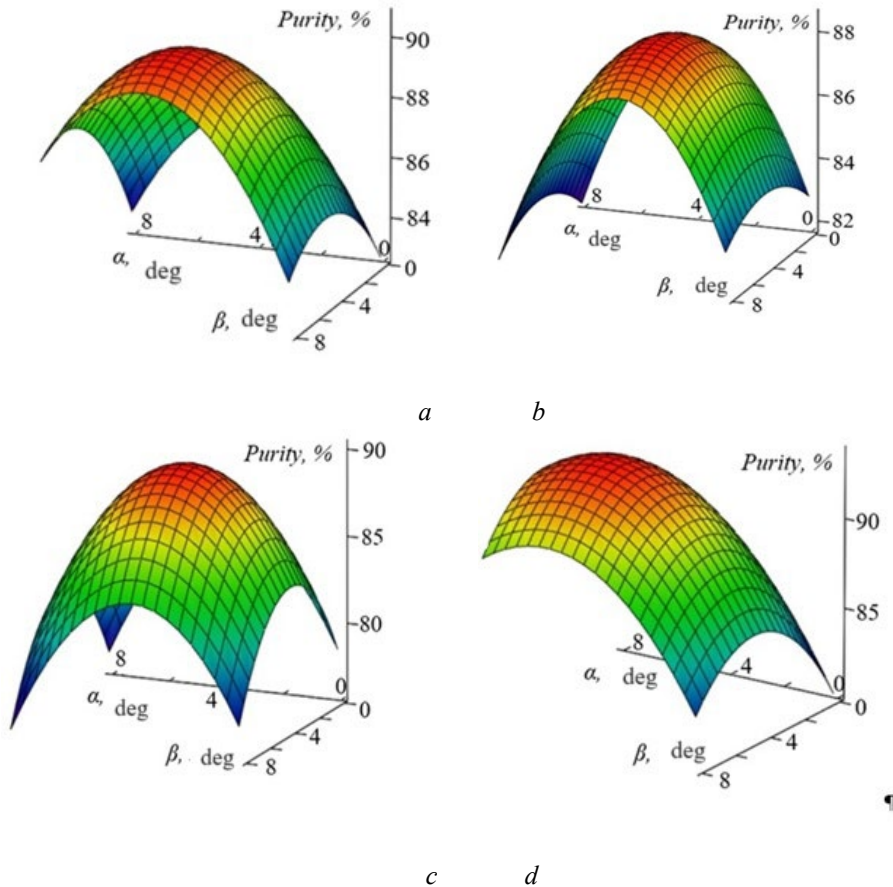 Purity, %
90
88
86
84
8
4
0
0
α, deg
4
β, deg
8
Purity, %
88
86
84
82
8
4
0
0
α, deg
4
β, deg
8
a b
Purity, %
90
85
80
8
4
0
0
α, deg
4
β, deg
8
Purity, %
90
85
8
4
0
0
α, deg
4
β, deg
8
¶
c d